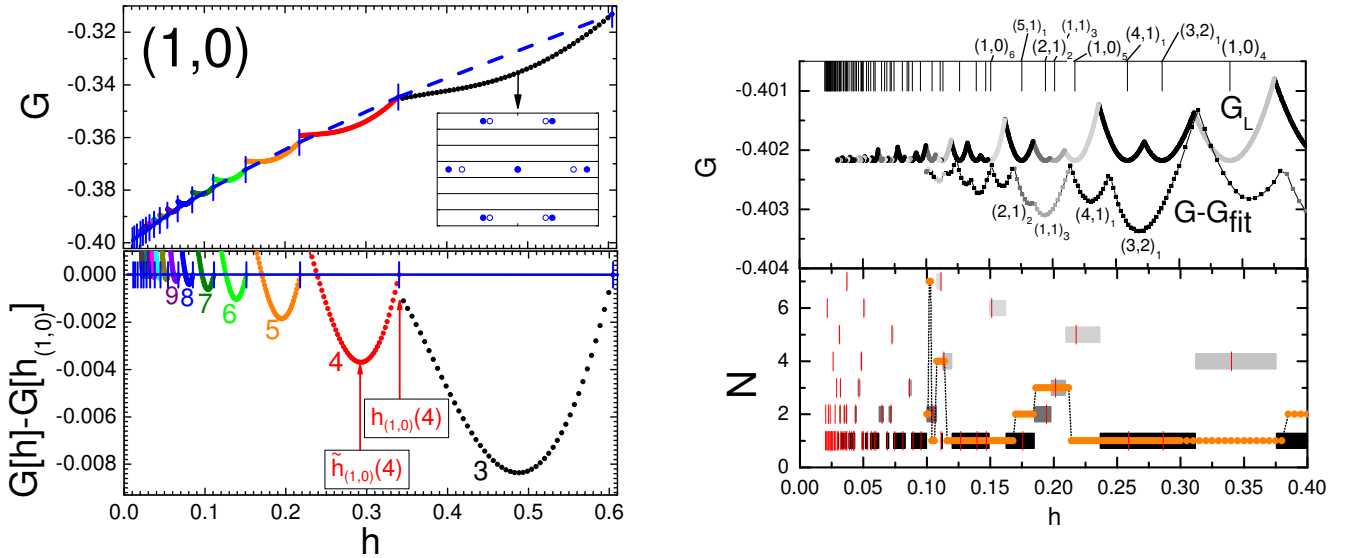 (1,0)
G
-0.32
-0.34
-0.36
-0.38
-0.40
G[h]-G[h(1,0)]
0.000
-0.002
-0.004
-0.006
-0.008
9
8
7
6
5
4
3
h(1,0)(4)
h̃(1,0)(4)
0.0 0.1 0.2 0.3 0.4 0.5 0.6
h
(5,1)₁ (1,1)₃
(1,0)₆ (2,1)₂ (1,0)₅ (4,1)₁ (3,2)₁ (1,0)₄
G
-0.401
-0.402
-0.403
-0.404
G_L
G-G_fit
(2,1)₂
(1,1)₃
(4,1)₁
(3,2)₁
N
6
4
2
0
0.00 0.05 0.10 0.15 0.20 0.25 0.30 0.35 0.40
h